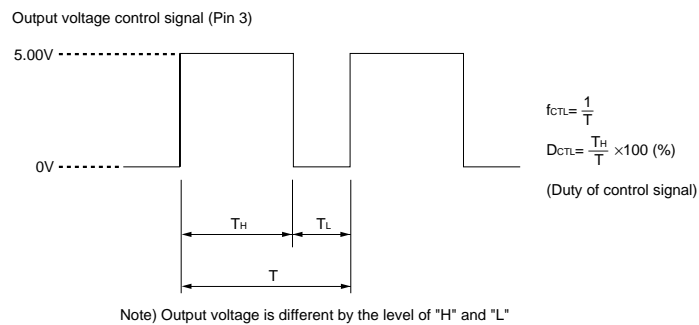 Output voltage control signal (Pin 3)
5.00V
0V
fCTL= 1/T
DCTL= TH/T ×100 (%)
(Duty of control signal)
TH
TL
T
Note) Output voltage is different by the level of "H" and "L"